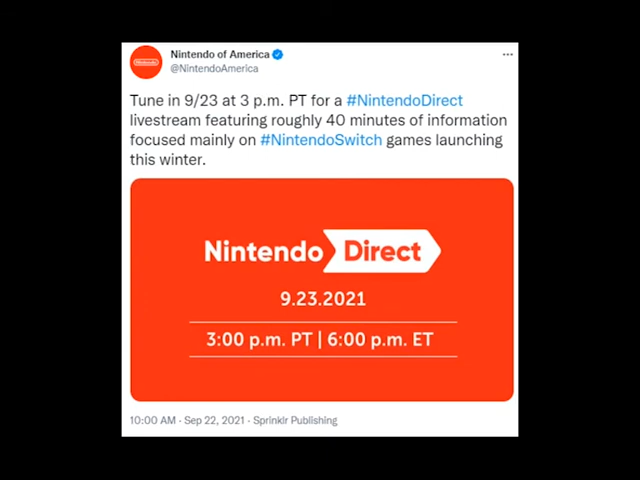 Nintendo of America
@NintendoAmerica
Tune in 9/23 at 3 p.m. PT for a #NintendoDirect
livestream featuring roughly 40 minutes of information
focused mainly on #NintendoSwitch games launching
this winter.
Nintendo Direct
9.23.2021
3:00 p.m. PT | 6:00 p.m. ET
10:00 AM · Sep 22, 2021 · Sprinklr Publishing